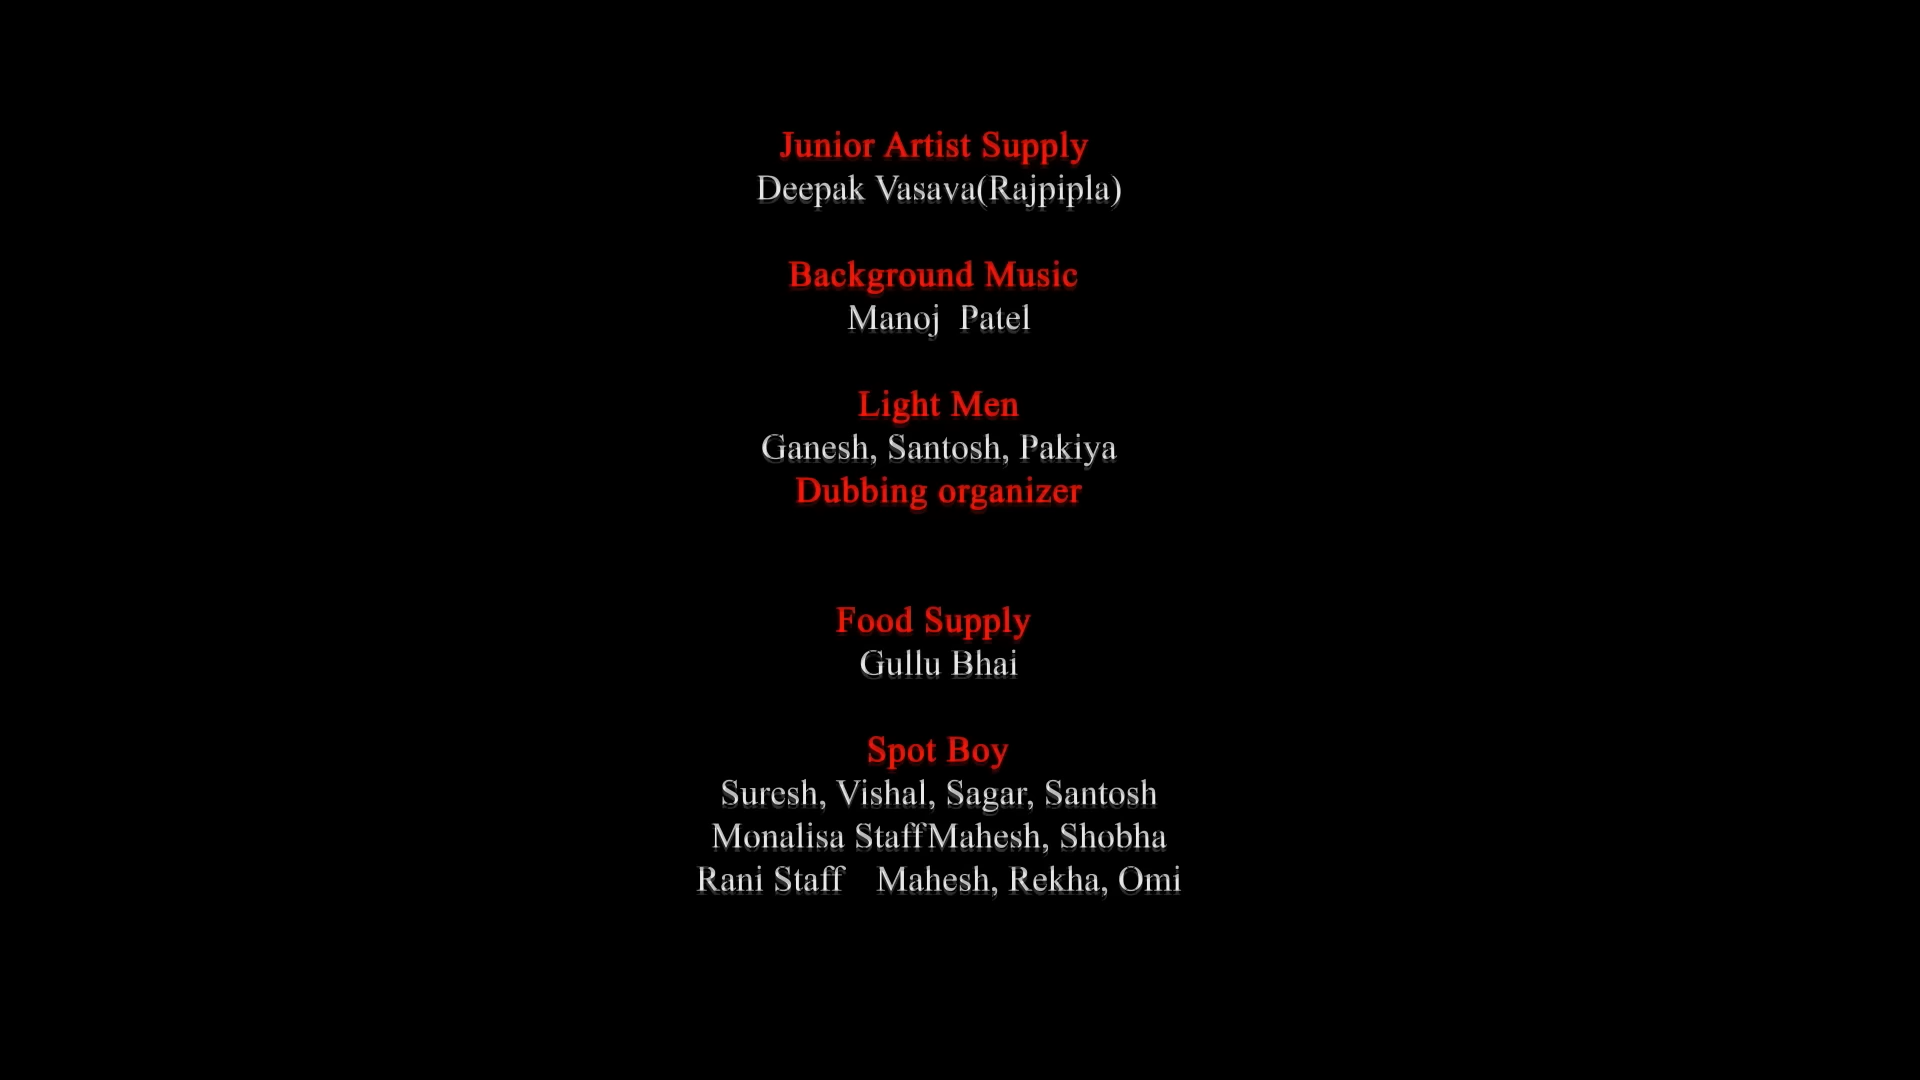 Junior Artist Supply
Deepak Vasava(Rajpipla)
Background Music
Manoj  Patel
Light Men
Ganesh, Santosh, Pakiya
Dubbing organizer
Food Supply
Gullu Bhai
Spot Boy
Suresh, Vishal, Sagar, Santosh
Monalisa StaffMahesh, Shobha
Rani Staff   Mahesh, Rekha, Omi